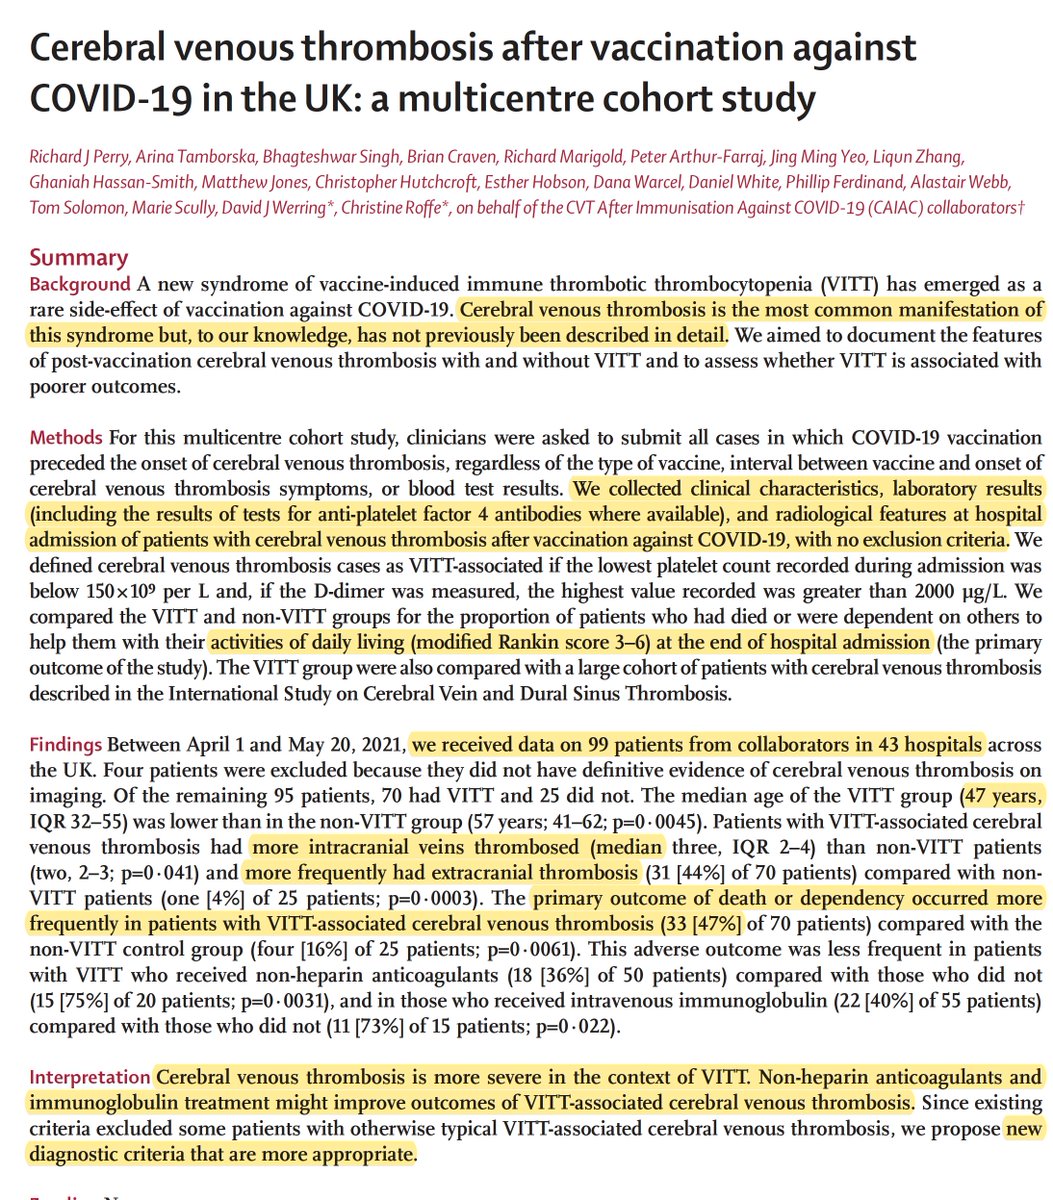 Cerebral venous thrombosis after vaccination against
COVID-19 in the UK: a multicentre cohort study
Richard J Perry, Arina Tamborska, Bhagteshwar Singh, Brian Craven, Richard Marigold, Peter Arthur-Farraj, Jing Ming Yeo, Liqun Zhang,
Ghaniah Hassan-Smith, Matthew Jones, Christopher Hutchcroft, Esther Hobson, Dana Warcel, Daniel White, Phillip Ferdinand, Alastair Webb,
Tom Solomon, Marie Scully, David J Werring*, Christine Roffe*, on behalf of the CVT After Immunisation Against COVID-19 (CAIAC) collaborators†
Summary
Background A new syndrome of vaccine-induced immune thrombotic thrombocytopenia (VITT) has emerged as a
rare side-effect of vaccination against COVID-19. Cerebral venous thrombosis is the most common manifestation of
this syndrome but, to our knowledge, has not previously been described in detail. We aimed to document the features
of post-vaccination cerebral venous thrombosis with and without VITT and to assess whether VITT is associated with
poorer outcomes.
Methods For this multicentre cohort study, clinicians were asked to submit all cases in which COVID-19 vaccination
preceded the onset of cerebral venous thrombosis, regardless of the type of vaccine, interval between vaccine and onset of
cerebral venous thrombosis symptoms, or blood test results. We collected clinical characteristics, laboratory results
(including the results of tests for anti-platelet factor 4 antibodies where available), and radiological features at hospital
admission of patients with cerebral venous thrombosis after vaccination against COVID-19, with no exclusion criteria. We
defined cerebral venous thrombosis cases as VITT-associated if the lowest platelet count recorded during admission was
below 150×10⁹ per L and, if the D-dimer was measured, the highest value recorded was greater than 2000 μg/L. We
compared the VITT and non-VITT groups for the proportion of patients who had died or were dependent on others to
help them with their activities of daily living (modified Rankin score 3–6) at the end of hospital admission (the primary
outcome of the study). The VITT group were also compared with a large cohort of patients with cerebral venous thrombosis
described in the International Study on Cerebral Vein and Dural Sinus Thrombosis.
Findings Between April 1 and May 20, 2021, we received data on 99 patients from collaborators in 43 hospitals across
the UK. Four patients were excluded because they did not have definitive evidence of cerebral venous thrombosis on
imaging. Of the remaining 95 patients, 70 had VITT and 25 did not. The median age of the VITT group (47 years,
IQR 32–55) was lower than in the non-VITT group (57 years; 41–62; p=0·0045). Patients with VITT-associated cerebral
venous thrombosis had more intracranial veins thrombosed (median three, IQR 2–4) than non-VITT patients
(two, 2–3; p=0·041) and more frequently had extracranial thrombosis (31 [44%] of 70 patients) compared with non-
VITT patients (one [4%] of 25 patients; p=0·0003). The primary outcome of death or dependency occurred more
frequently in patients with VITT-associated cerebral venous thrombosis (33 [47%] of 70 patients) compared with the
non-VITT control group (four [16%] of 25 patients; p=0·0061). This adverse outcome was less frequent in patients
with VITT who received non-heparin anticoagulants (18 [36%] of 50 patients) compared with those who did not
(15 [75%] of 20 patients; p=0·0031), and in those who received intravenous immunoglobulin (22 [40%] of 55 patients)
compared with those who did not (11 [73%] of 15 patients; p=0·022).
Interpretation Cerebral venous thrombosis is more severe in the context of VITT. Non-heparin anticoagulants and
immunoglobulin treatment might improve outcomes of VITT-associated cerebral venous thrombosis. Since existing
criteria excluded some patients with otherwise typical VITT-associated cerebral venous thrombosis, we propose new
diagnostic criteria that are more appropriate.